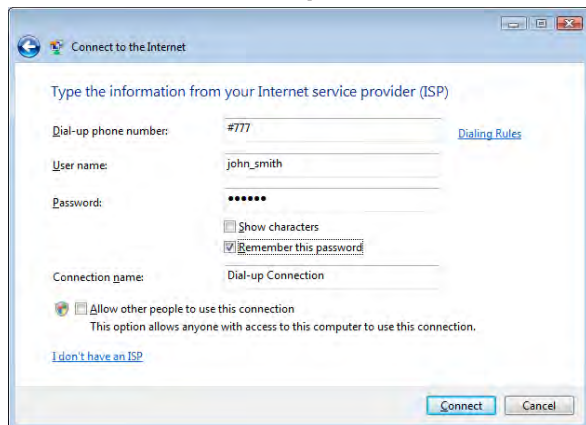 Connect to the Internet
Type the information from your Internet service provider (ISP)
Dial-up phone number: #777 Dialing Rules
User name: john_smith
Password: ••••••
Show characters
Remember this password
Connection name: Dial-up Connection
Allow other people to use this connection
This option allows anyone with access to this computer to use this connection.
I don't have an ISP
Connect Cancel